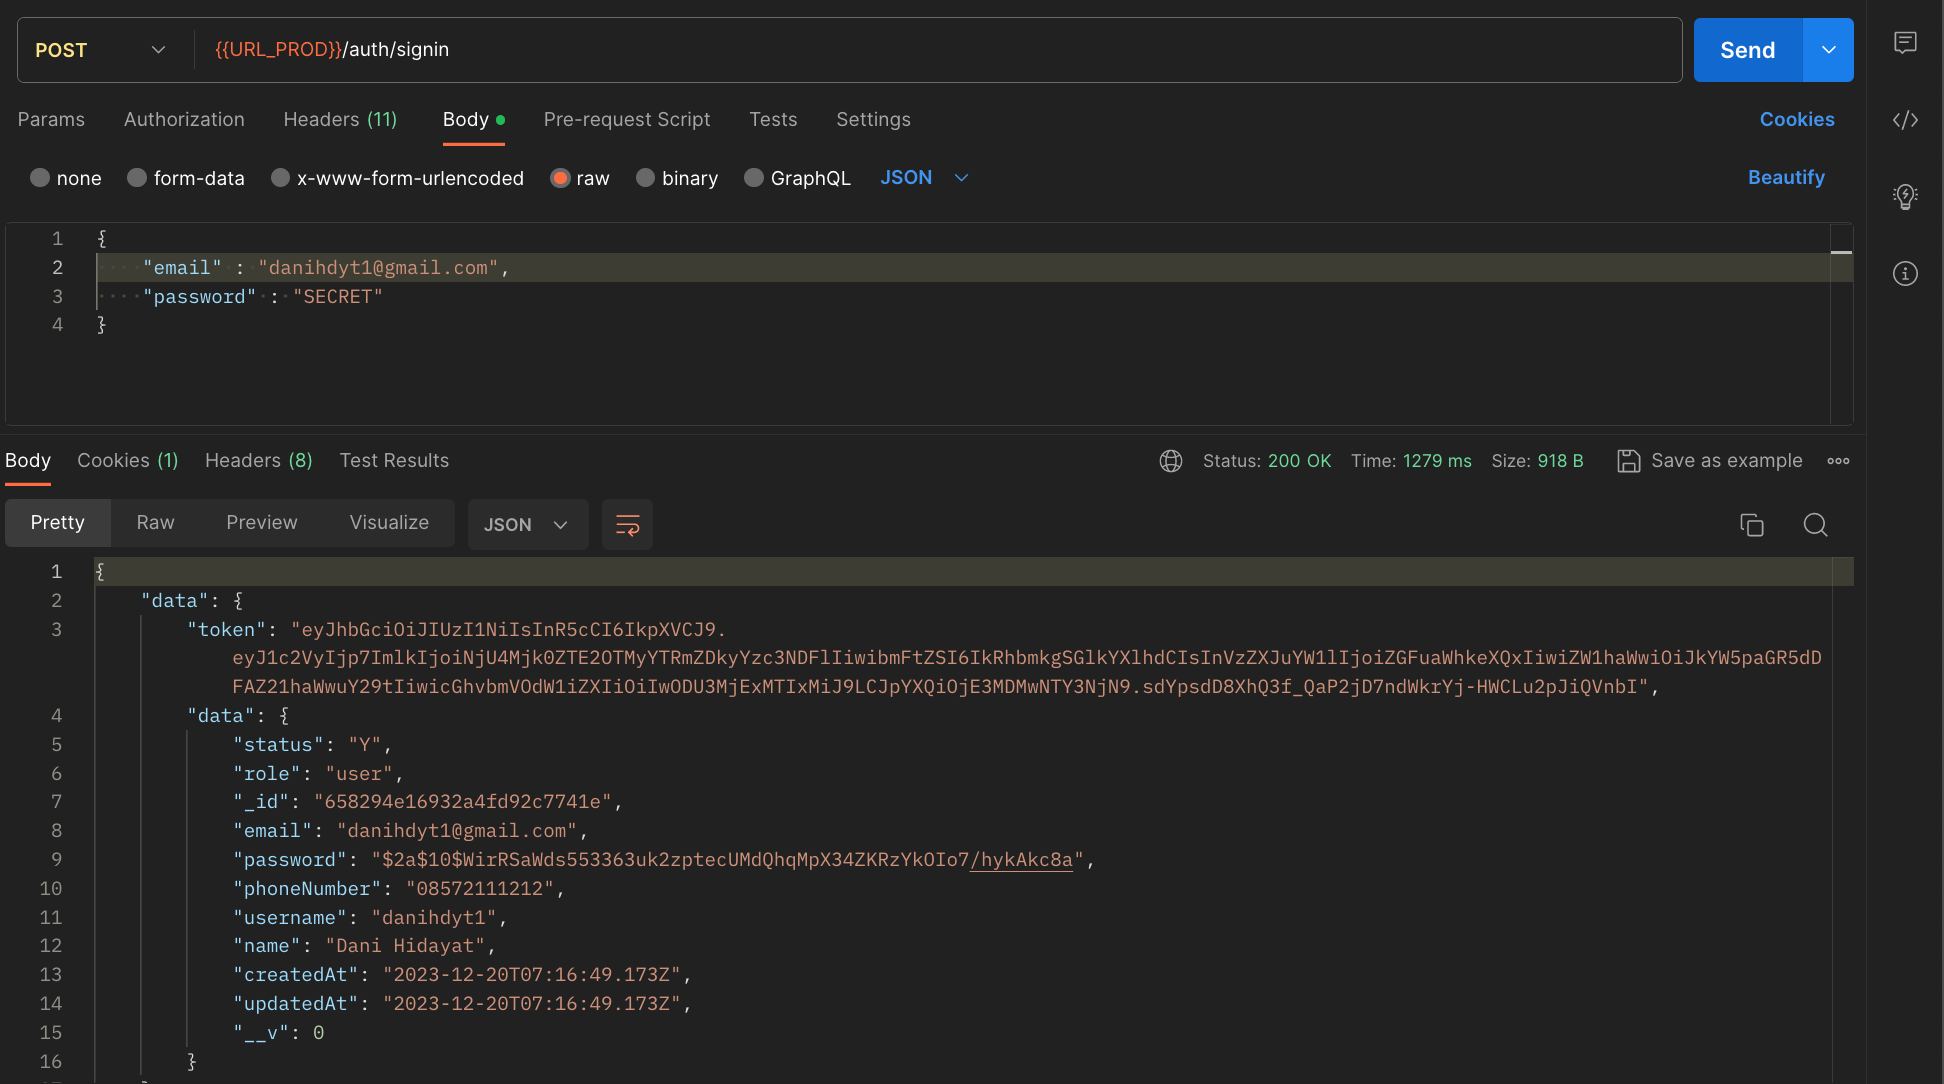 POST {{URL_PROD}}/auth/signin Send
Params Authorization Headers (11) Body Pre-request Script Tests Settings Cookies
none form-data x-www-form-urlencoded raw binary GraphQL JSON Beautify
1 {
2 "email" : "danihdyt1@gmail.com",
3 "password" : "SECRET"
4 }
Body Cookies (1) Headers (8) Test Results Status: 200 OK Time: 1279 ms Size: 918 B Save as example
Pretty Raw Preview Visualize JSON
1 {
2 "data": {
3 "token": "eyJhbGciOiJIUzI1NiIsInR5cCI6IkpXVCJ9.
eyJ1c2VyIjp7ImlkIjoiNjU4Mjk0ZTE2OTMyYTRmZDkyYzc3NDFlIiwibmFtZSI6IkRhbmkgSGlkYXlhdCIsInVzZXJuYW1lIjoiZGFuaWhkeXQxIiwiZW1haWwiOiJkYW5paGR5dD
FAZ21haWwuY29tIiwicGhvbmVOdW1iZXIiOiIwODU3MjExMTIxMiJ9LCJpYXQiOjE3MDMwNTY3NjN9.sdYpsdD8XhQ3f_QaP2jD7ndWkrYj-HWCLu2pJiQVnbI",
4 "data": {
5 "status": "Y",
6 "role": "user",
7 "_id": "658294e16932a4fd92c7741e",
8 "email": "danihdyt1@gmail.com",
9 "password": "$2a$10$WirRSaWds553363uk2zptecUMdQhqMpX34ZKRzYkOIo7/hykAkc8a",
10 "phoneNumber": "08572111212",
11 "username": "danihdyt1",
12 "name": "Dani Hidayat",
13 "createdAt": "2023-12-20T07:16:49.173Z",
14 "updatedAt": "2023-12-20T07:16:49.173Z",
15 "__v": 0
16 }